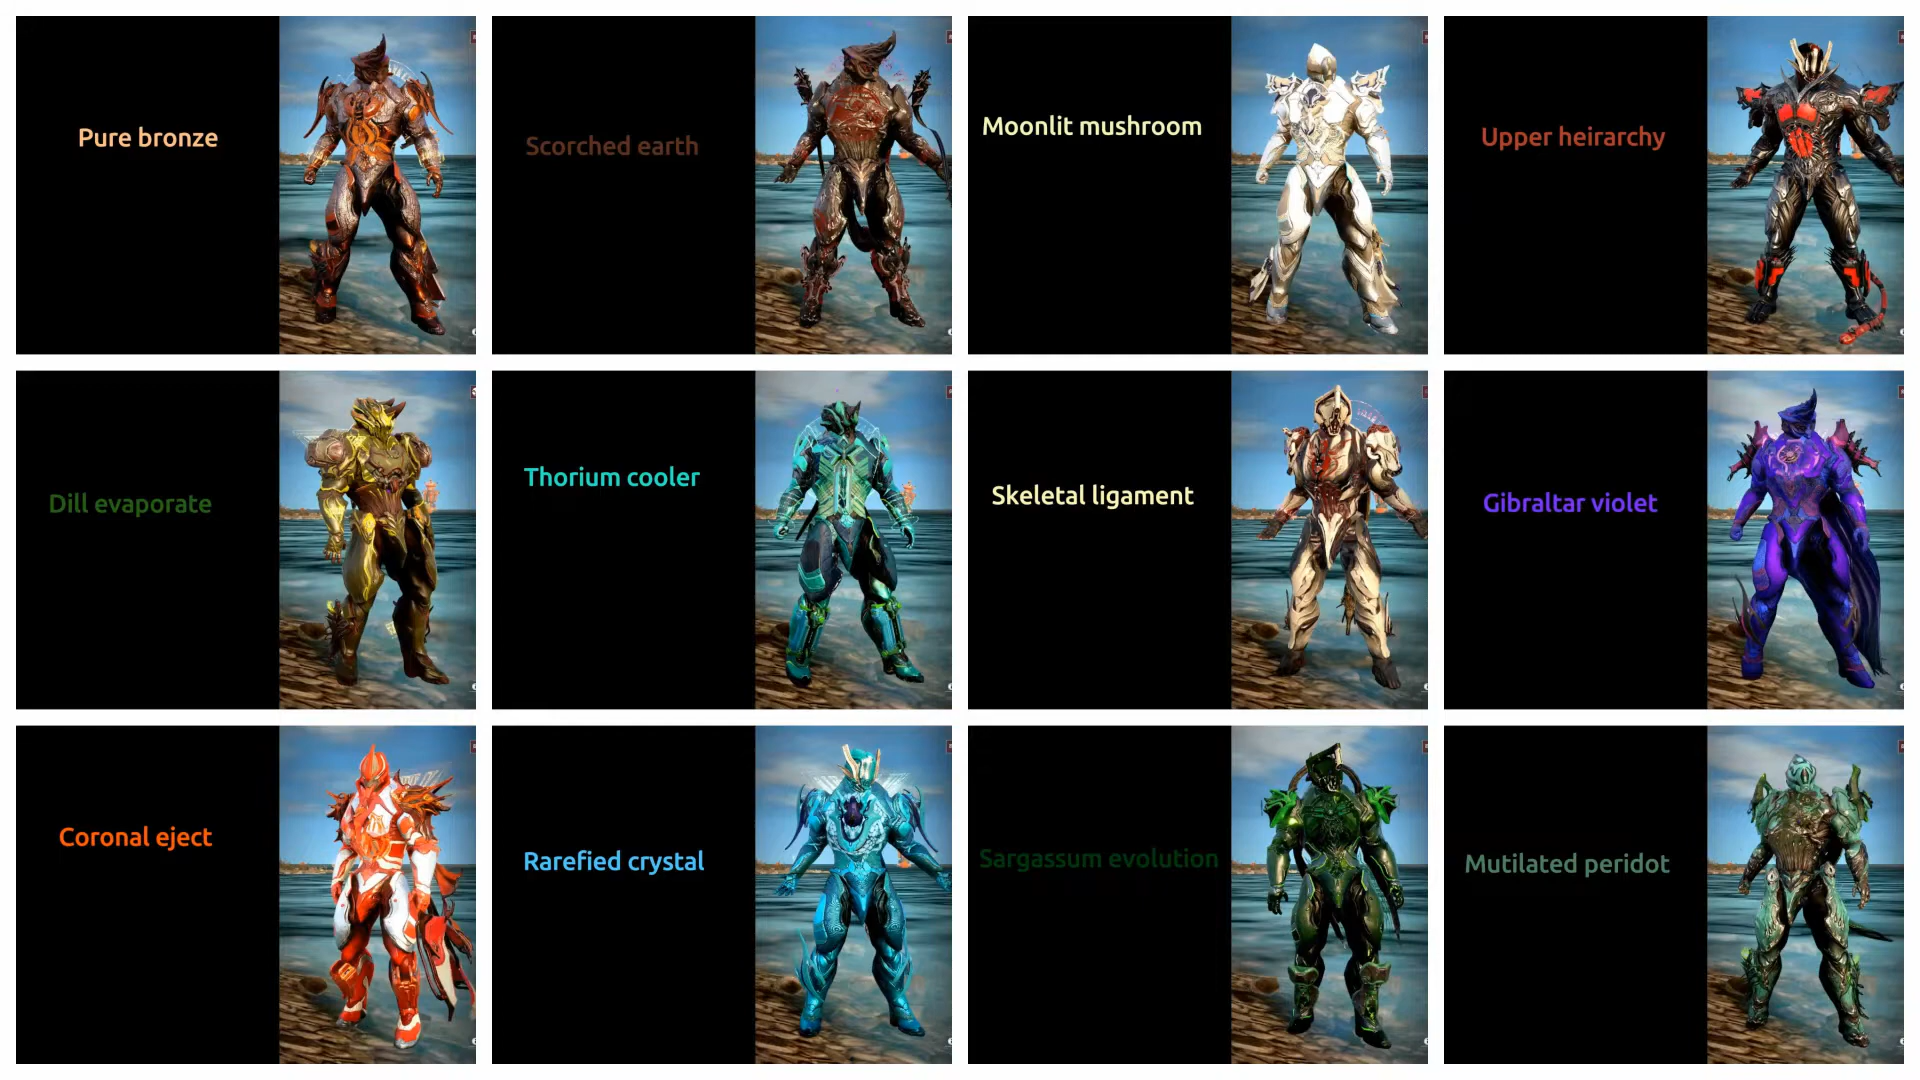 Pure bronze
Scorched earth
Moonlit mushroom
Upper heirarchy
Dill evaporate
Thorium cooler
Skeletal ligament
Gibraltar violet
Coronal eject
Rarefied crystal
Sargassum evolution
Mutilated peridot